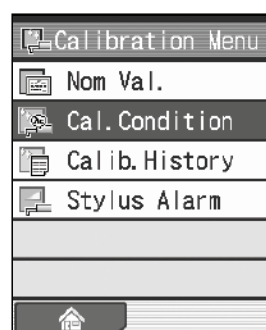 Calibration Menu
Nom Val.
Cal.Condition
Calib.History
Stylus Alarm